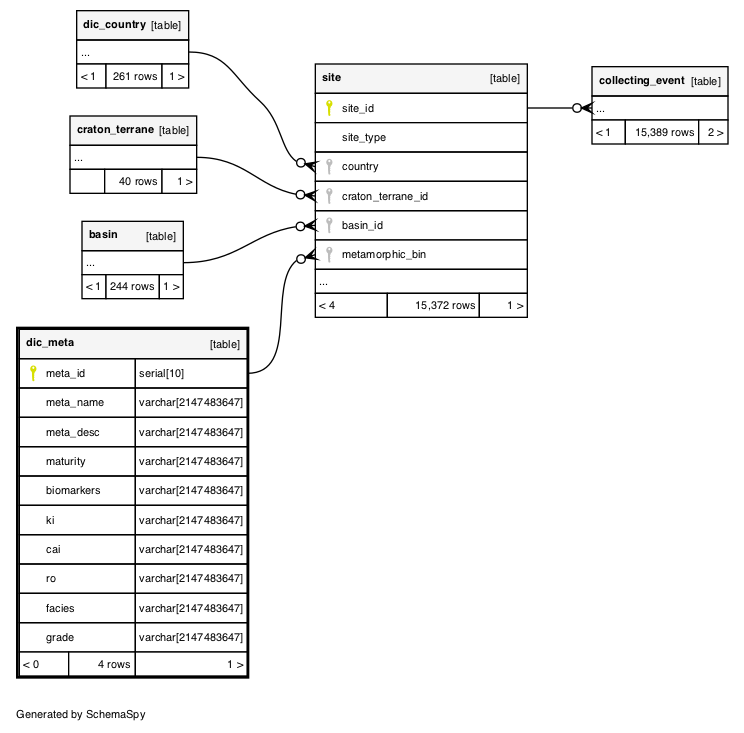 dic_country [table]
...
< 1 261 rows 1 >
craton_terrane [table]
...
40 rows 1 >
basin [table]
...
< 1 244 rows 1 >
dic_meta [table]
meta_id serial[10]
meta_name varchar[2147483647]
meta_desc varchar[2147483647]
maturity varchar[2147483647]
biomarkers varchar[2147483647]
ki varchar[2147483647]
cai varchar[2147483647]
ro varchar[2147483647]
facies varchar[2147483647]
grade varchar[2147483647]
< 0 4 rows 1 >
site [table]
site_id
site_type
country
craton_terrane_id
basin_id
metamorphic_bin
...
< 4 15,372 rows 1 >
collecting_event [table]
...
< 1 15,389 rows 2 >
Generated by SchemaSpy